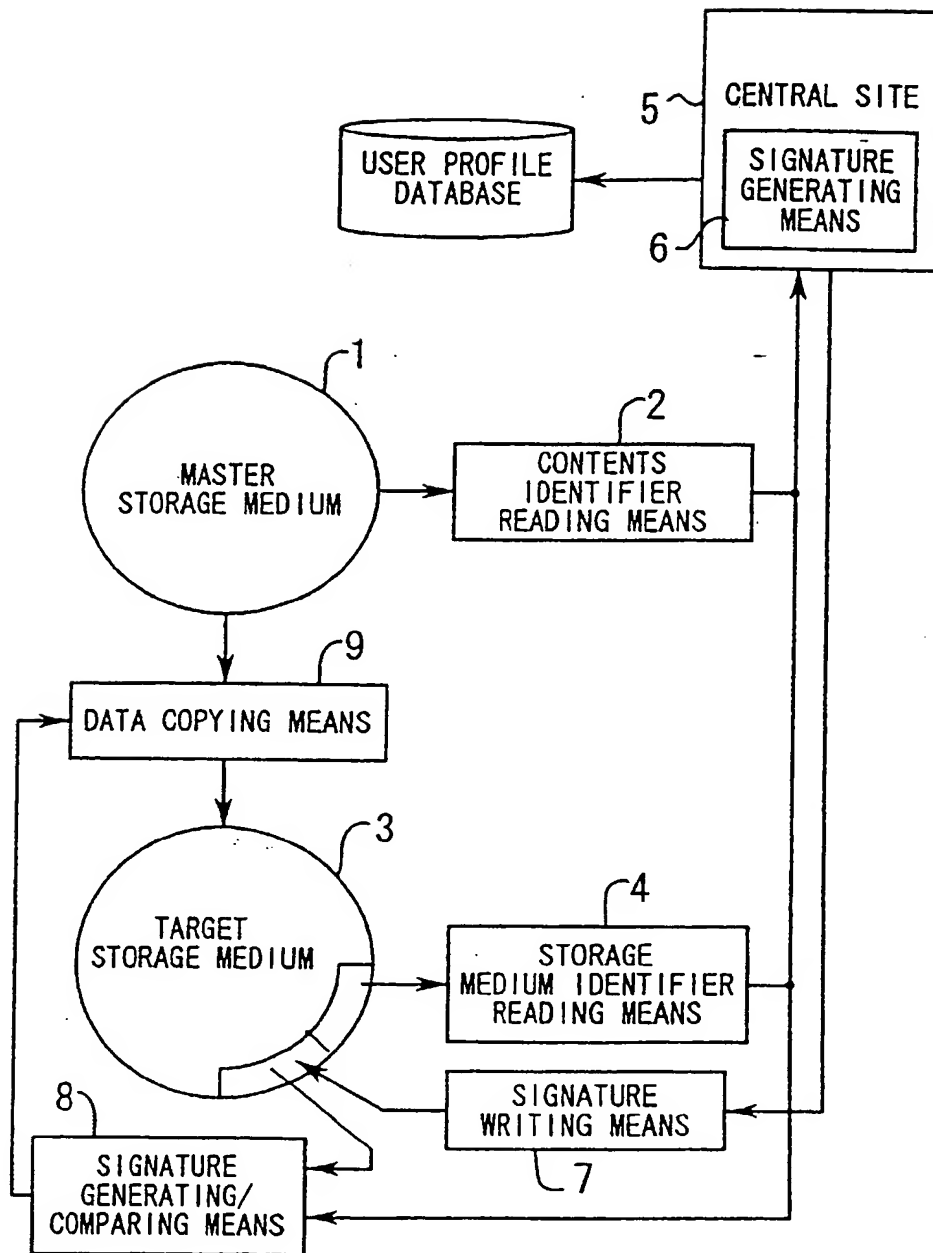 5
CENTRAL SITE
SIGNATURE
GENERATING
MEANS
6
USER PROFILE
DATABASE
1
MASTER
STORAGE MEDIUM
2
CONTENTS
IDENTIFIER
READING MEANS
9
DATA COPYING MEANS
3
TARGET
STORAGE MEDIUM
4
STORAGE
MEDIUM IDENTIFIER
READING MEANS
SIGNATURE
WRITING MEANS
7
8
SIGNATURE
GENERATING/
COMPARING MEANS